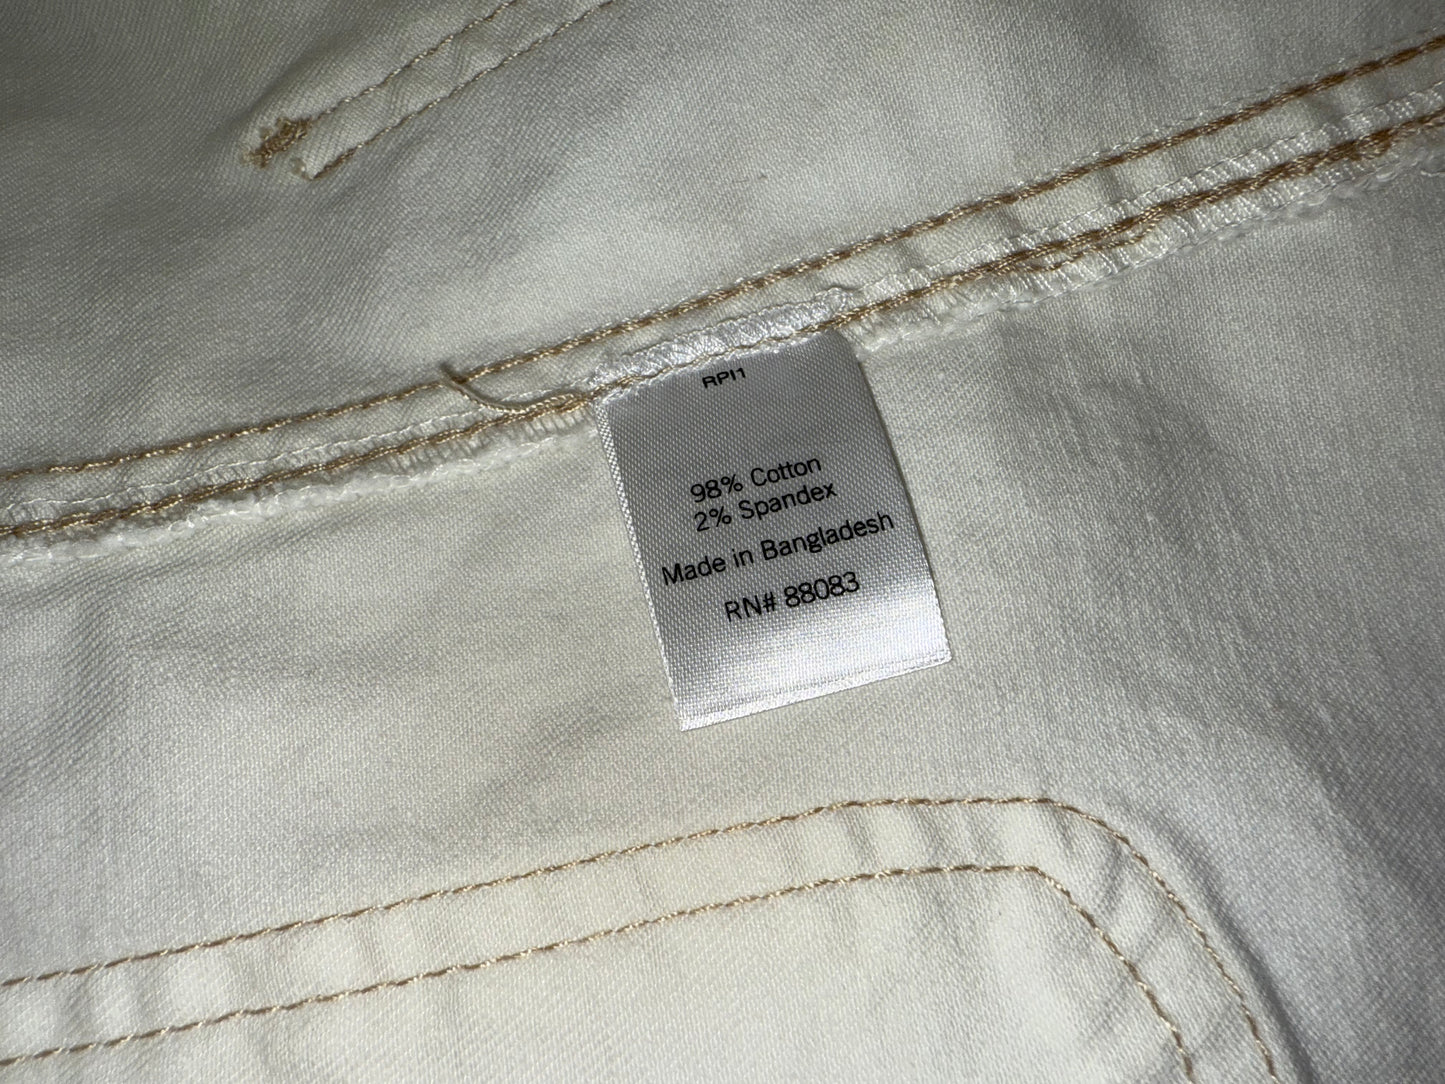 RPI1
98% Cotton
2% Spandex
Made in Bangladesh
RN# 88083